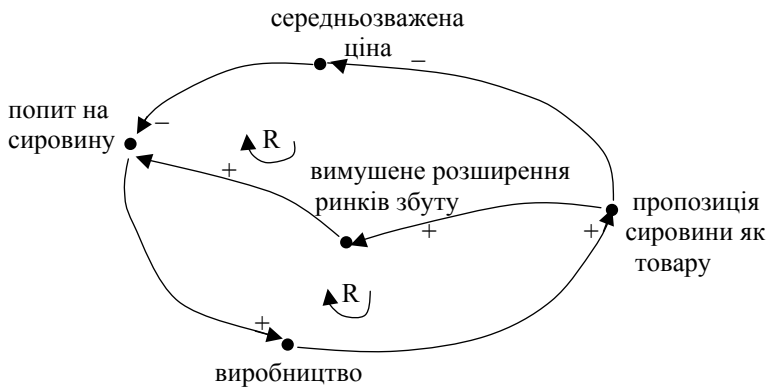 середньозважена
ціна
–
попит на
сировину
–
R
+
вимушене розширення
ринків збуту
+
+
пропозиція
сировини як
товару
R
+
виробництво